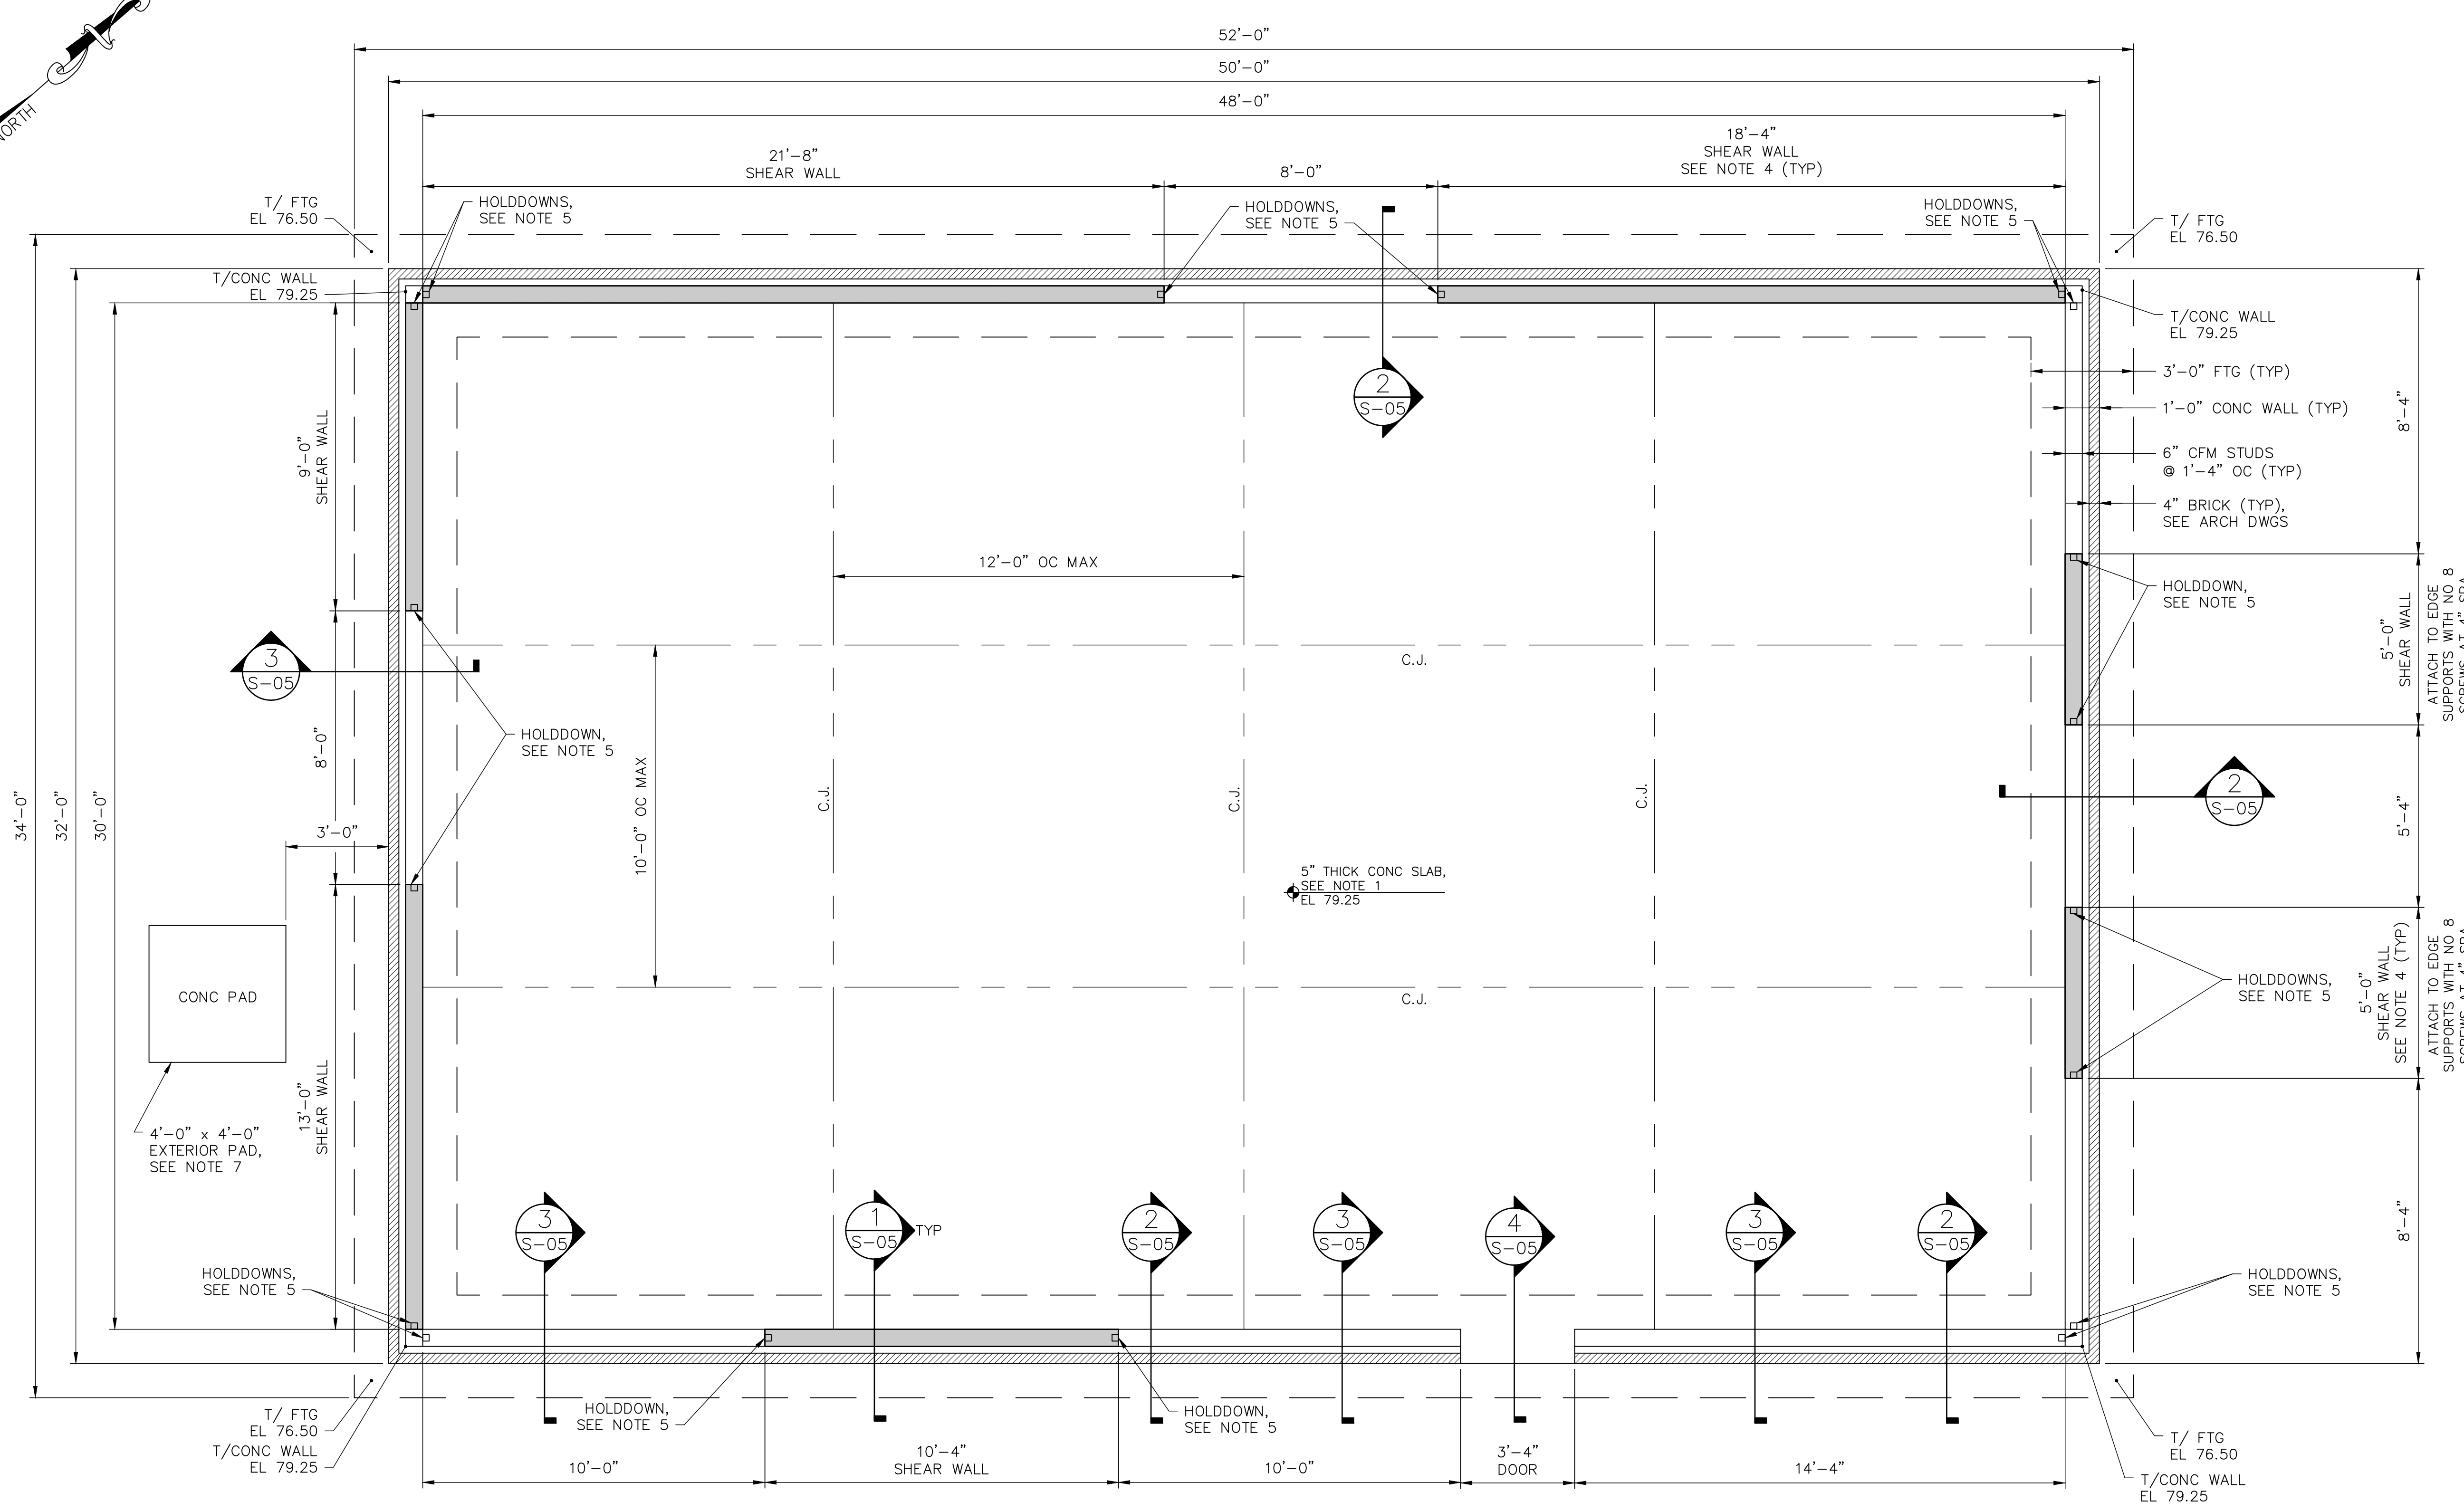 NORTH
52'-0"
50'-0"
48'-0"
21'-8"
SHEAR WALL
8'-0"
18'-4"
SHEAR WALL
SEE NOTE 4 (TYP)
T/ FTG
EL 76.50
HOLDDOWNS,
SEE NOTE 5
HOLDDOWNS,
SEE NOTE 5
HOLDDOWNS,
SEE NOTE 5
T/ FTG
EL 76.50
T/CONC WALL
EL 79.25
T/CONC WALL
EL 79.25
3'-0" FTG (TYP)
1'-0" CONC WALL (TYP)
6" CFM STUDS
@ 1'-4" OC (TYP)
4" BRICK (TYP),
SEE ARCH DWGS
8'-4"
2
S-05
9'-0"
SHEAR WALL
12'-0" OC MAX
HOLDDOWN,
SEE NOTE 5
5'-0"
SHEAR WALL
ATTACH TO EDGE
SUPPORTS WITH NO 8
C.J.
3
S-05
HOLDDOWN,
SEE NOTE 5
8'-0"
34'-0"
32'-0"
30'-0"
3'-0"
10'-0" OC MAX
C.J.
C.J.
C.J.
2
S-05
5'-4"
5" THICK CONC SLAB,
SEE NOTE 1
EL 79.25
CONC PAD
C.J.
HOLDDOWNS,
SEE NOTE 5
5'-0"
SHEAR WALL
SEE NOTE 4 (TYP)
ATTACH TO EDGE
SUPPORTS WITH NO 8
13'-0"
SHEAR WALL
4'-0" x 4'-0"
EXTERIOR PAD,
SEE NOTE 7
3
S-05
1
S-05
TYP
2
S-05
3
S-05
4
S-05
3
S-05
2
S-05
8'-4"
HOLDDOWNS,
SEE NOTE 5
HOLDDOWNS,
SEE NOTE 5
T/ FTG
EL 76.50
T/CONC WALL
EL 79.25
HOLDDOWN,
SEE NOTE 5
HOLDDOWN,
SEE NOTE 5
T/ FTG
EL 76.50
T/CONC WALL
EL 79.25
10'-0"
10'-4"
SHEAR WALL
10'-0"
3'-4"
DOOR
14'-4"